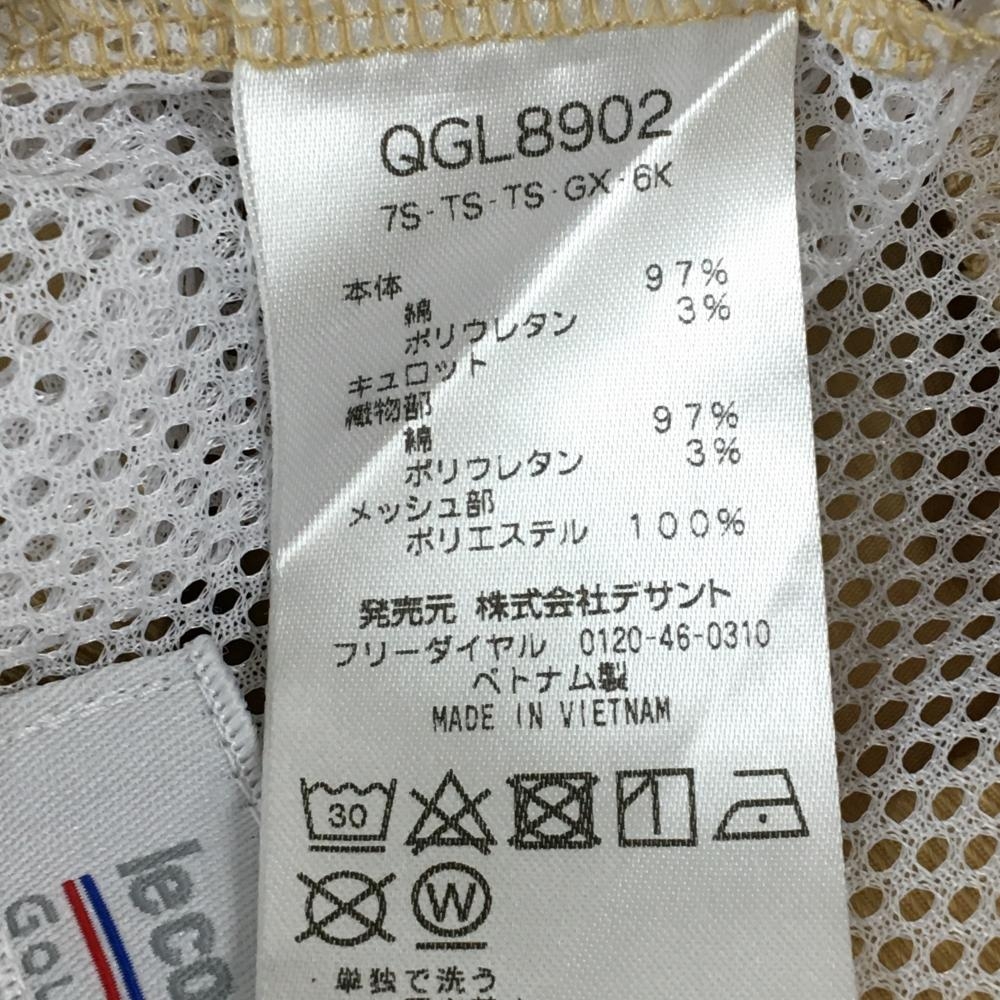 QGL8902
7S-TS-TS-GX-6K
本体
綿 97%
ポリウレタン 3%
キュロット
織物部
綿 97%
ポリウレタン 3%
メッシュ部
ポリエステル 100%
発売元 株式会社デサント
フリーダイヤル 0120-46-0310
ベトナム製
MADE IN VIETNAM
30
W
・単独で洗う
leco
GOL